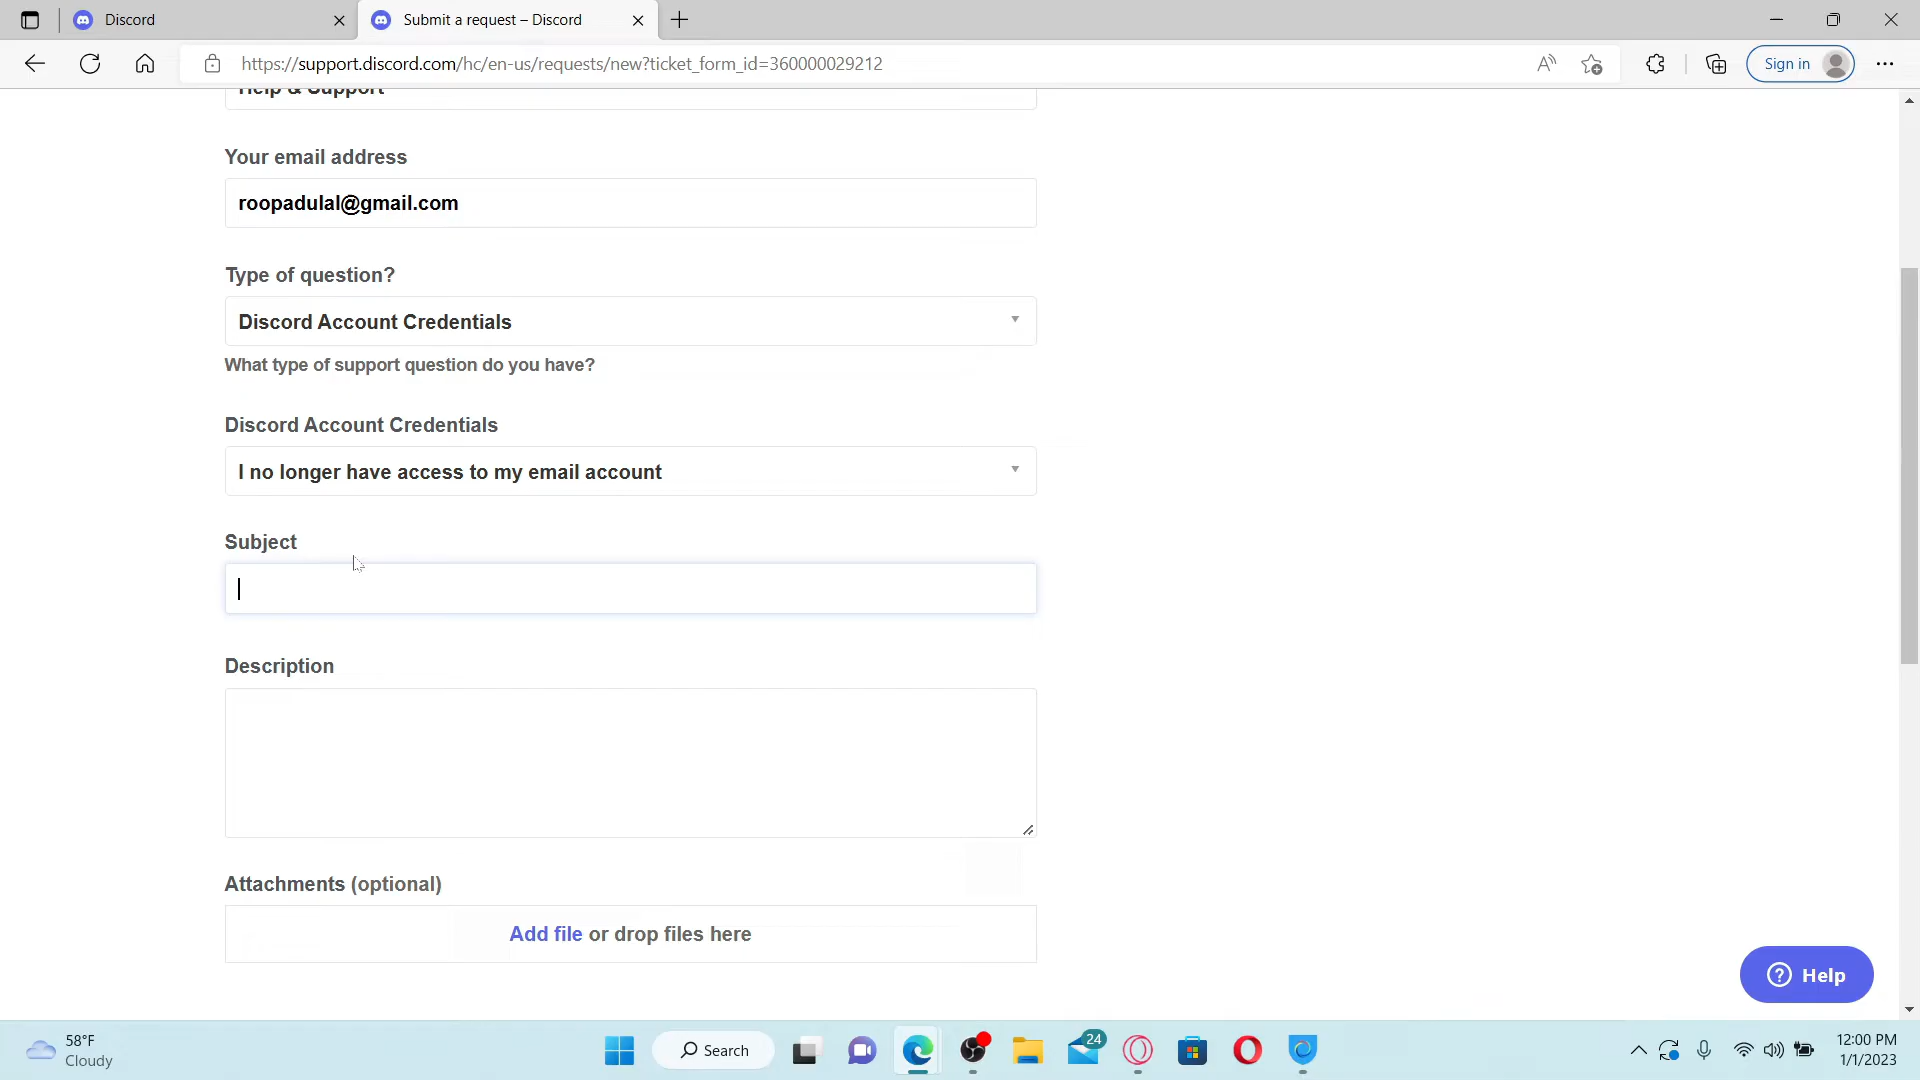 Discord
Submit a request – Discord
https://support.discord.com/hc/en-us/requests/new?ticket_form_id=360000029212
Sign in
Help & Support
Your email address
roopadulal@gmail.com
Type of question?
Discord Account Credentials
What type of support question do you have?
Discord Account Credentials
I no longer have access to my email account
Subject
Description
Attachments (optional)
Add file or drop files here
Help
58°F
Cloudy
Search
24
12:00 PM
1/1/2023